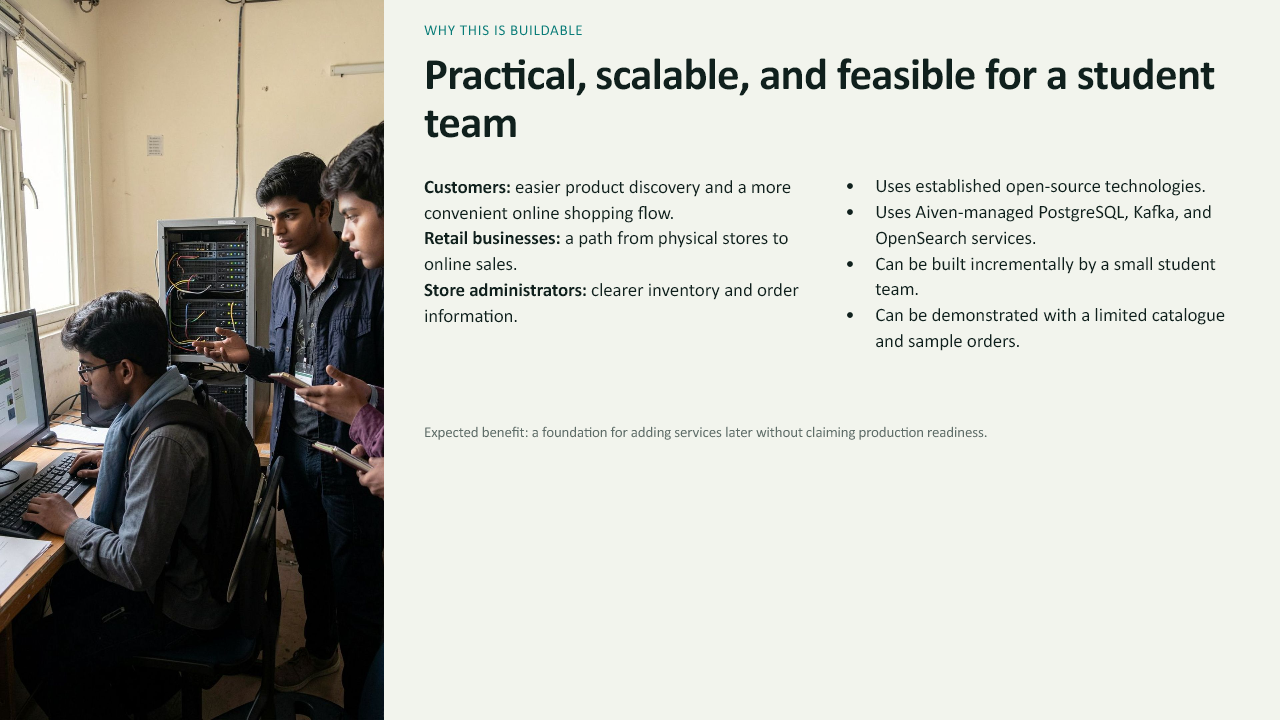 WHY THIS IS BUILDABLE
Practical, scalable, and feasible for a student
team
Customers: easier product discovery and a more
convenient online shopping flow.
Retail businesses: a path from physical stores to
online sales.
Store administrators: clearer inventory and order
information.
• Uses established open-source technologies.
• Uses Aiven-managed PostgreSQL, Kafka, and
OpenSearch services.
• Can be built incrementally by a small student
team.
• Can be demonstrated with a limited catalogue
and sample orders.
Expected benefit: a foundation for adding services later without claiming production readiness.